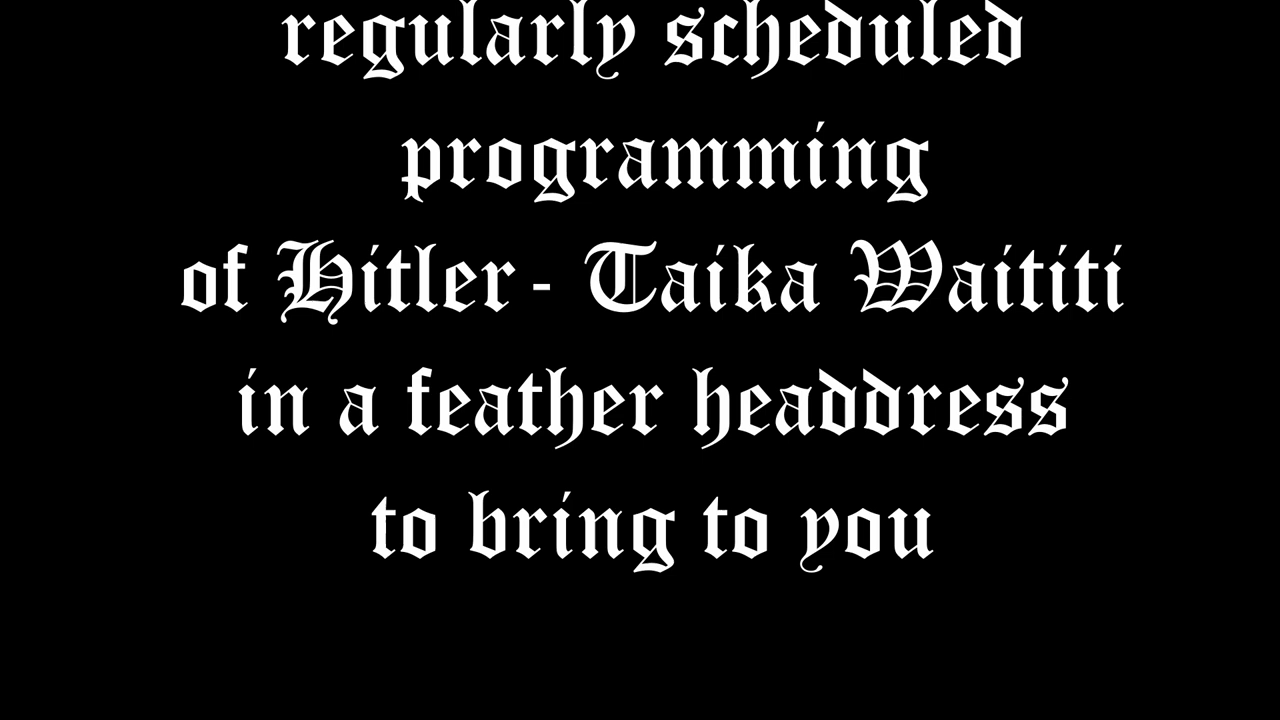 regularly scheduled
programming
of Hitler- Taika Waititi
in a feather headdress
to bring to you